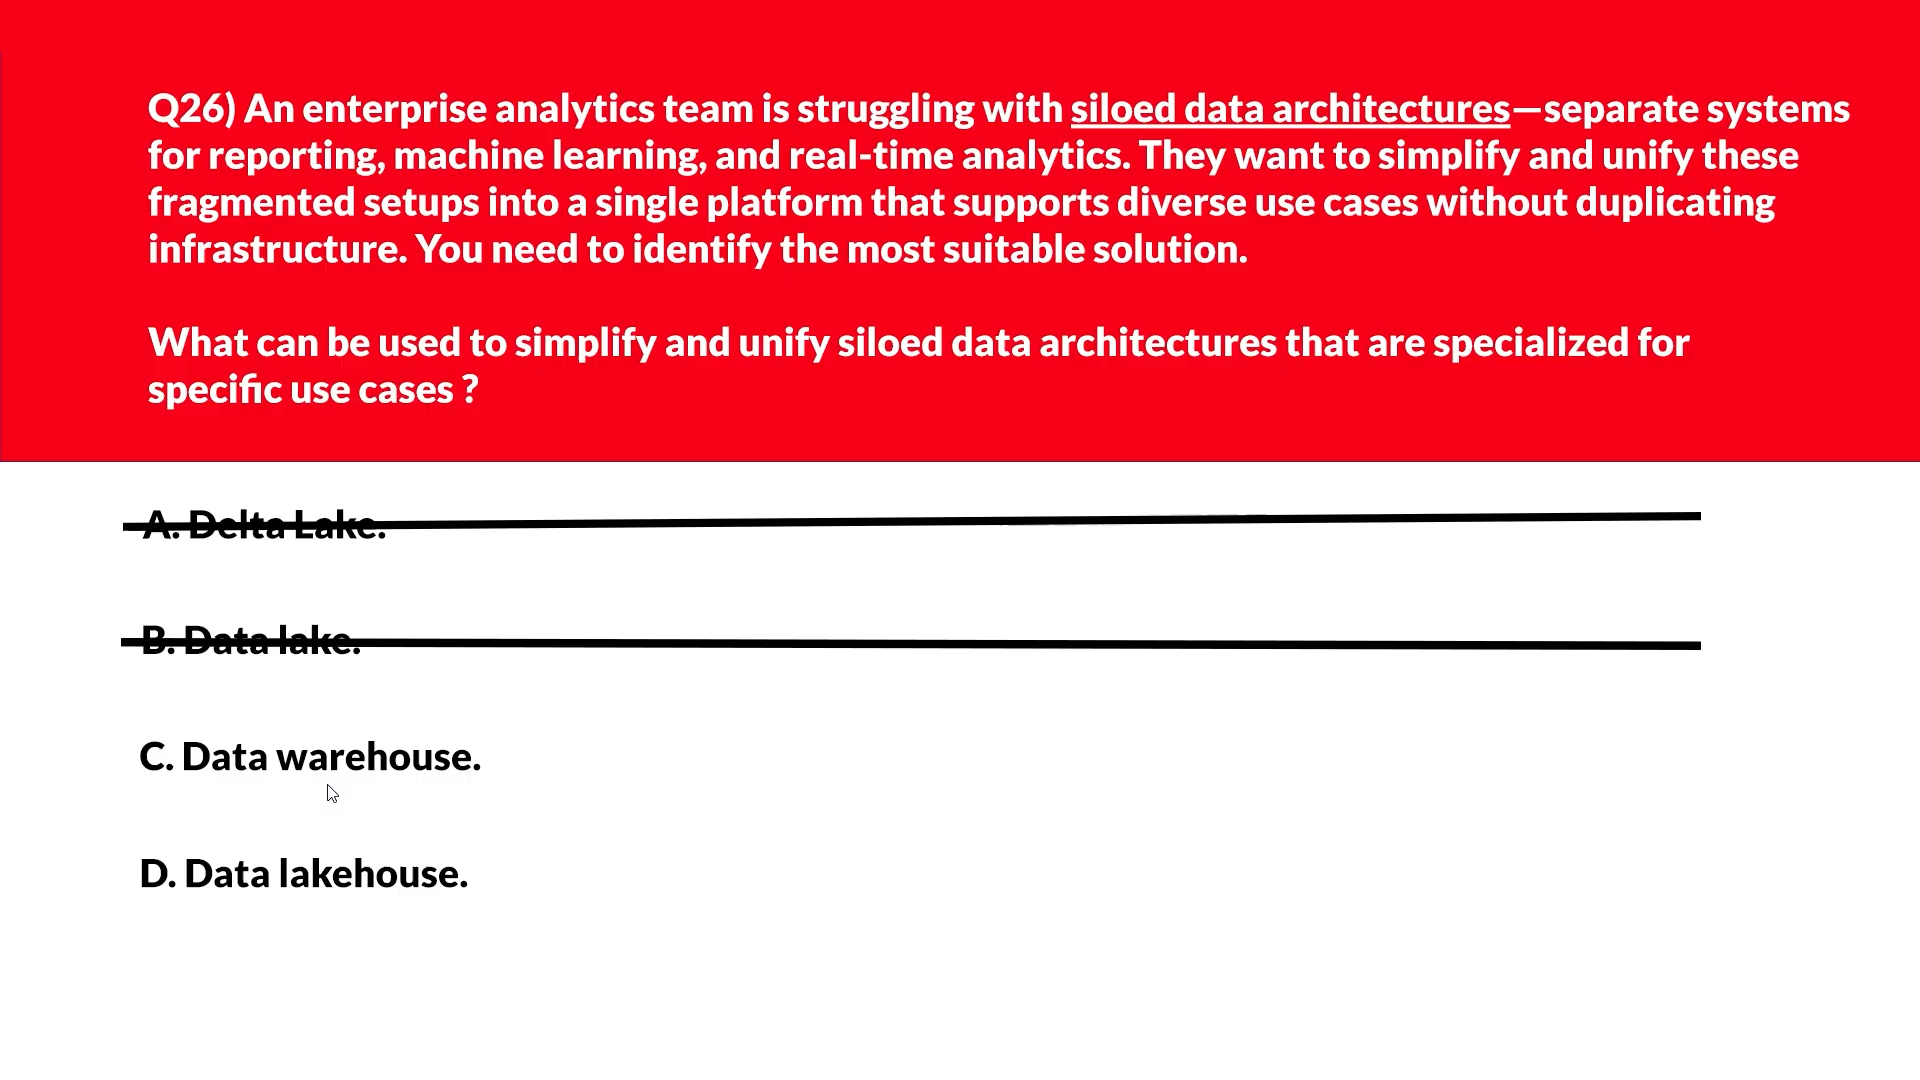 Q26) An enterprise analytics team is struggling with siloed data architectures—separate systems
for reporting, machine learning, and real-time analytics. They want to simplify and unify these
fragmented setups into a single platform that supports diverse use cases without duplicating
infrastructure. You need to identify the most suitable solution.
What can be used to simplify and unify siloed data architectures that are specialized for
specific use cases ?
A. Delta Lake.
B. Data lake.
C. Data warehouse.
D. Data lakehouse.